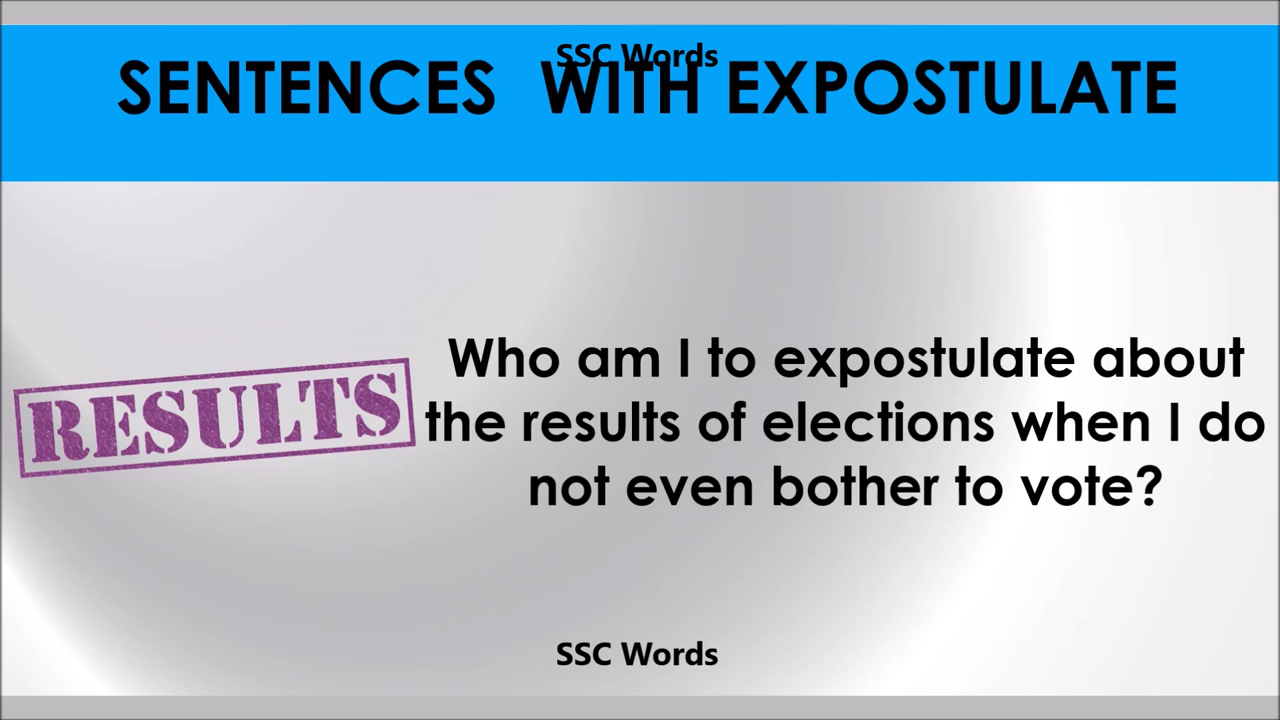 SSC Words
SENTENCES WITH EXPOSTULATE
RESULTS
Who am I to expostulate about
the results of elections when I do
not even bother to vote?
SSC Words